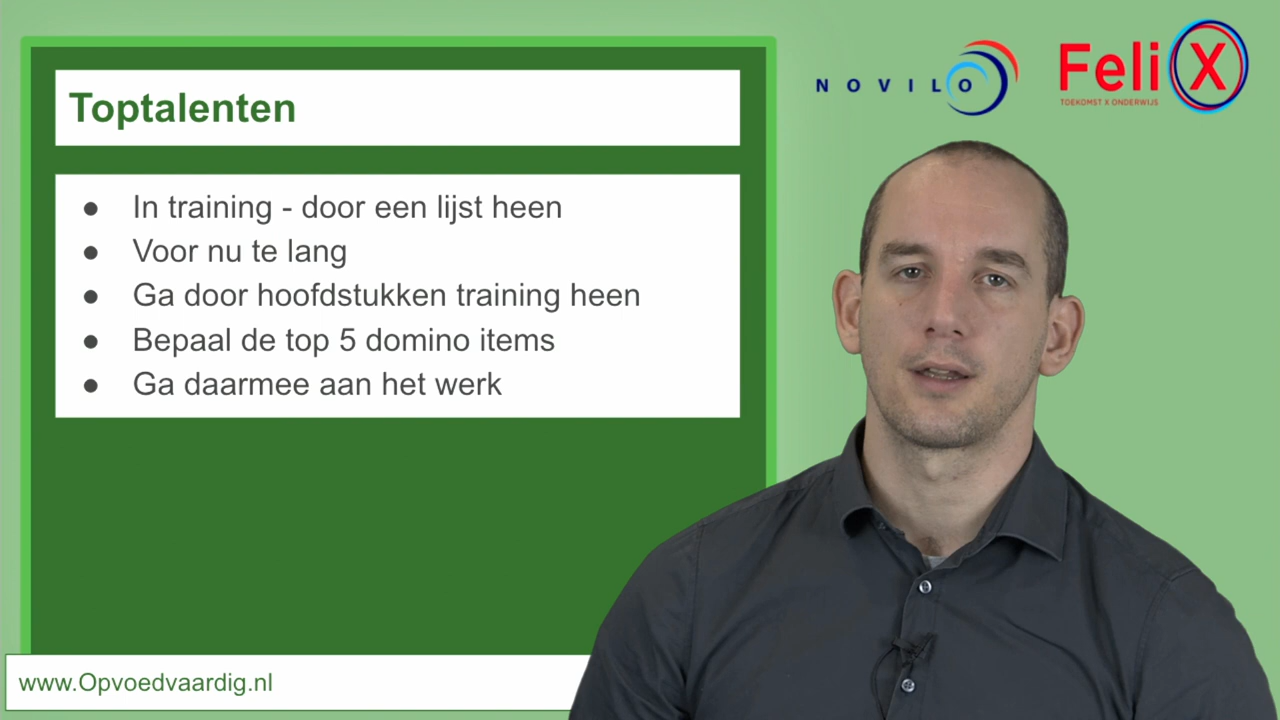 NOVILO
FeliX
TOEKOMST X ONDERWIJS
Toptalenten
● In training - door een lijst heen
● Voor nu te lang
● Ga door hoofdstukken training heen
● Bepaal de top 5 domino items
● Ga daarmee aan het werk
www.Opvoedvaardig.nl